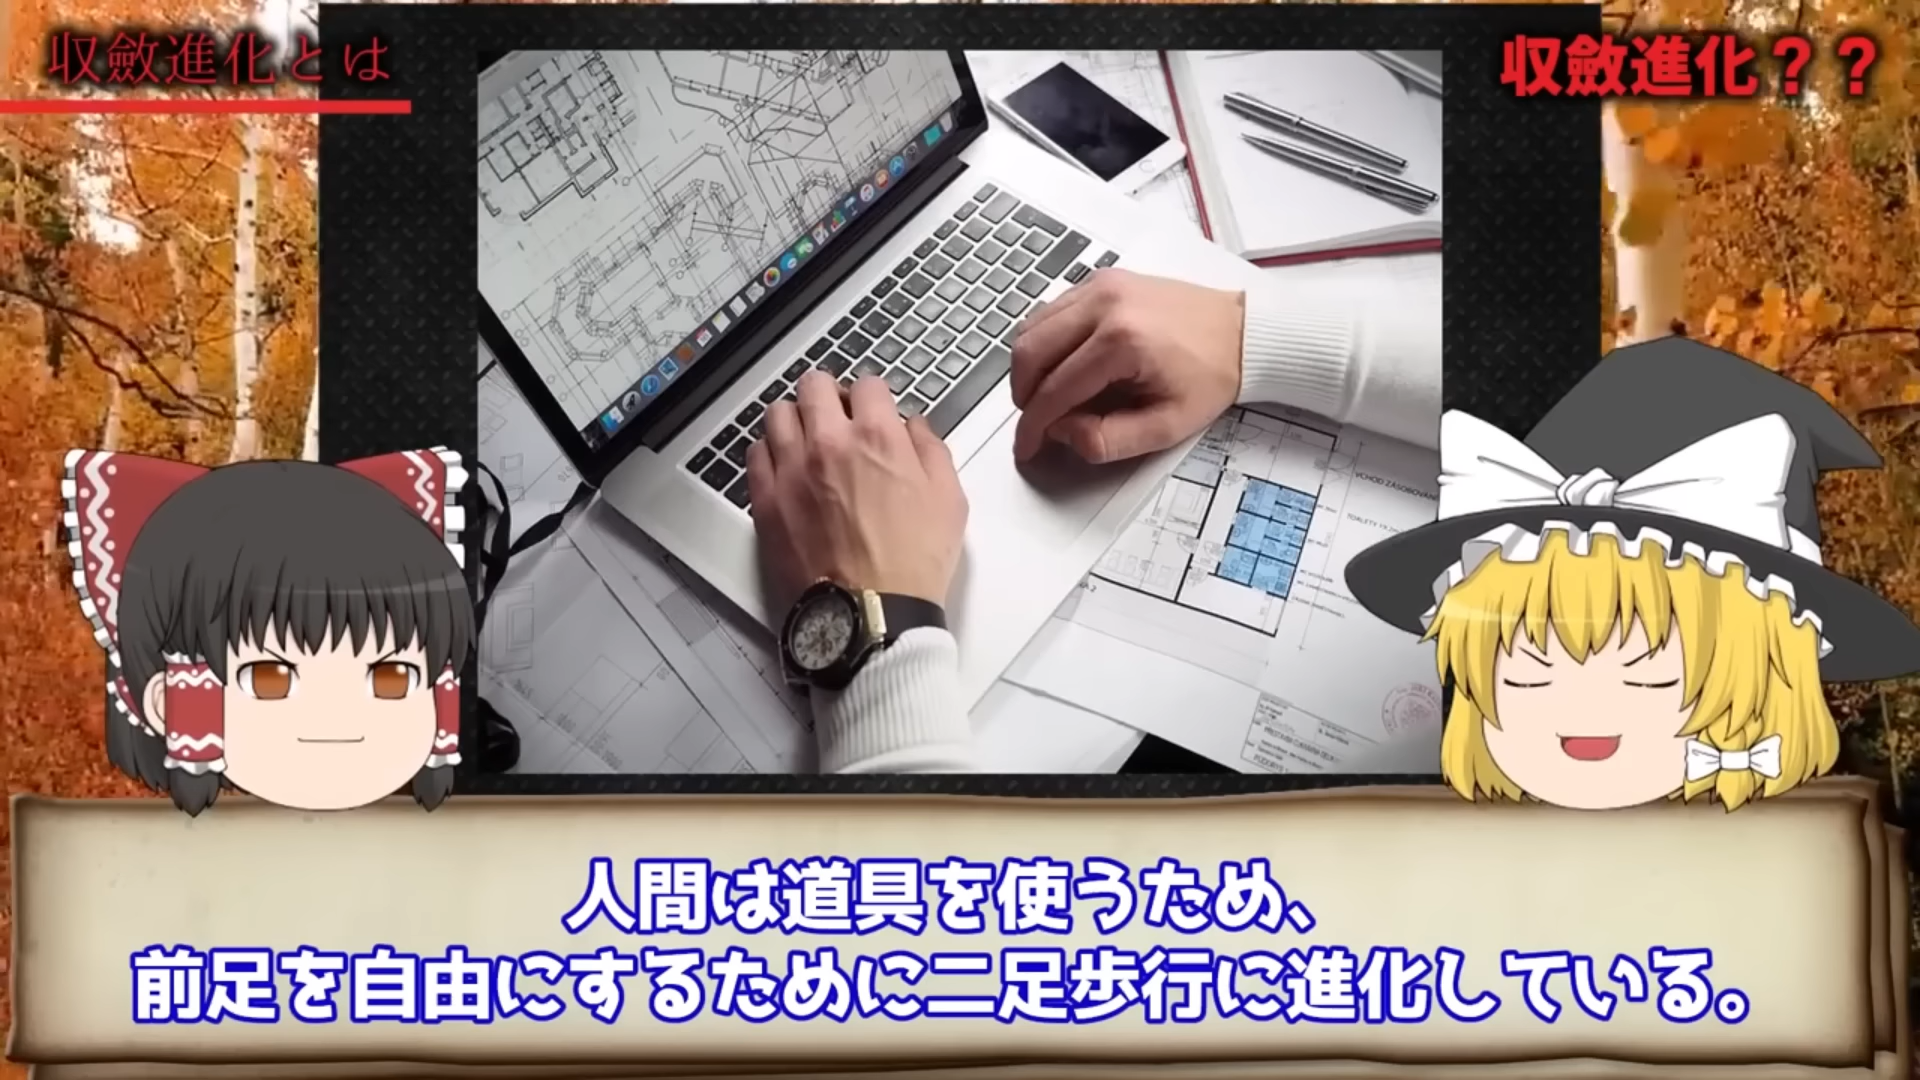 収斂進化とは
収斂進化？？
VCHOD ZÁSOBOVÁNÍ
人間は道具を使うため、
前足を自由にするために二足歩行に進化している。